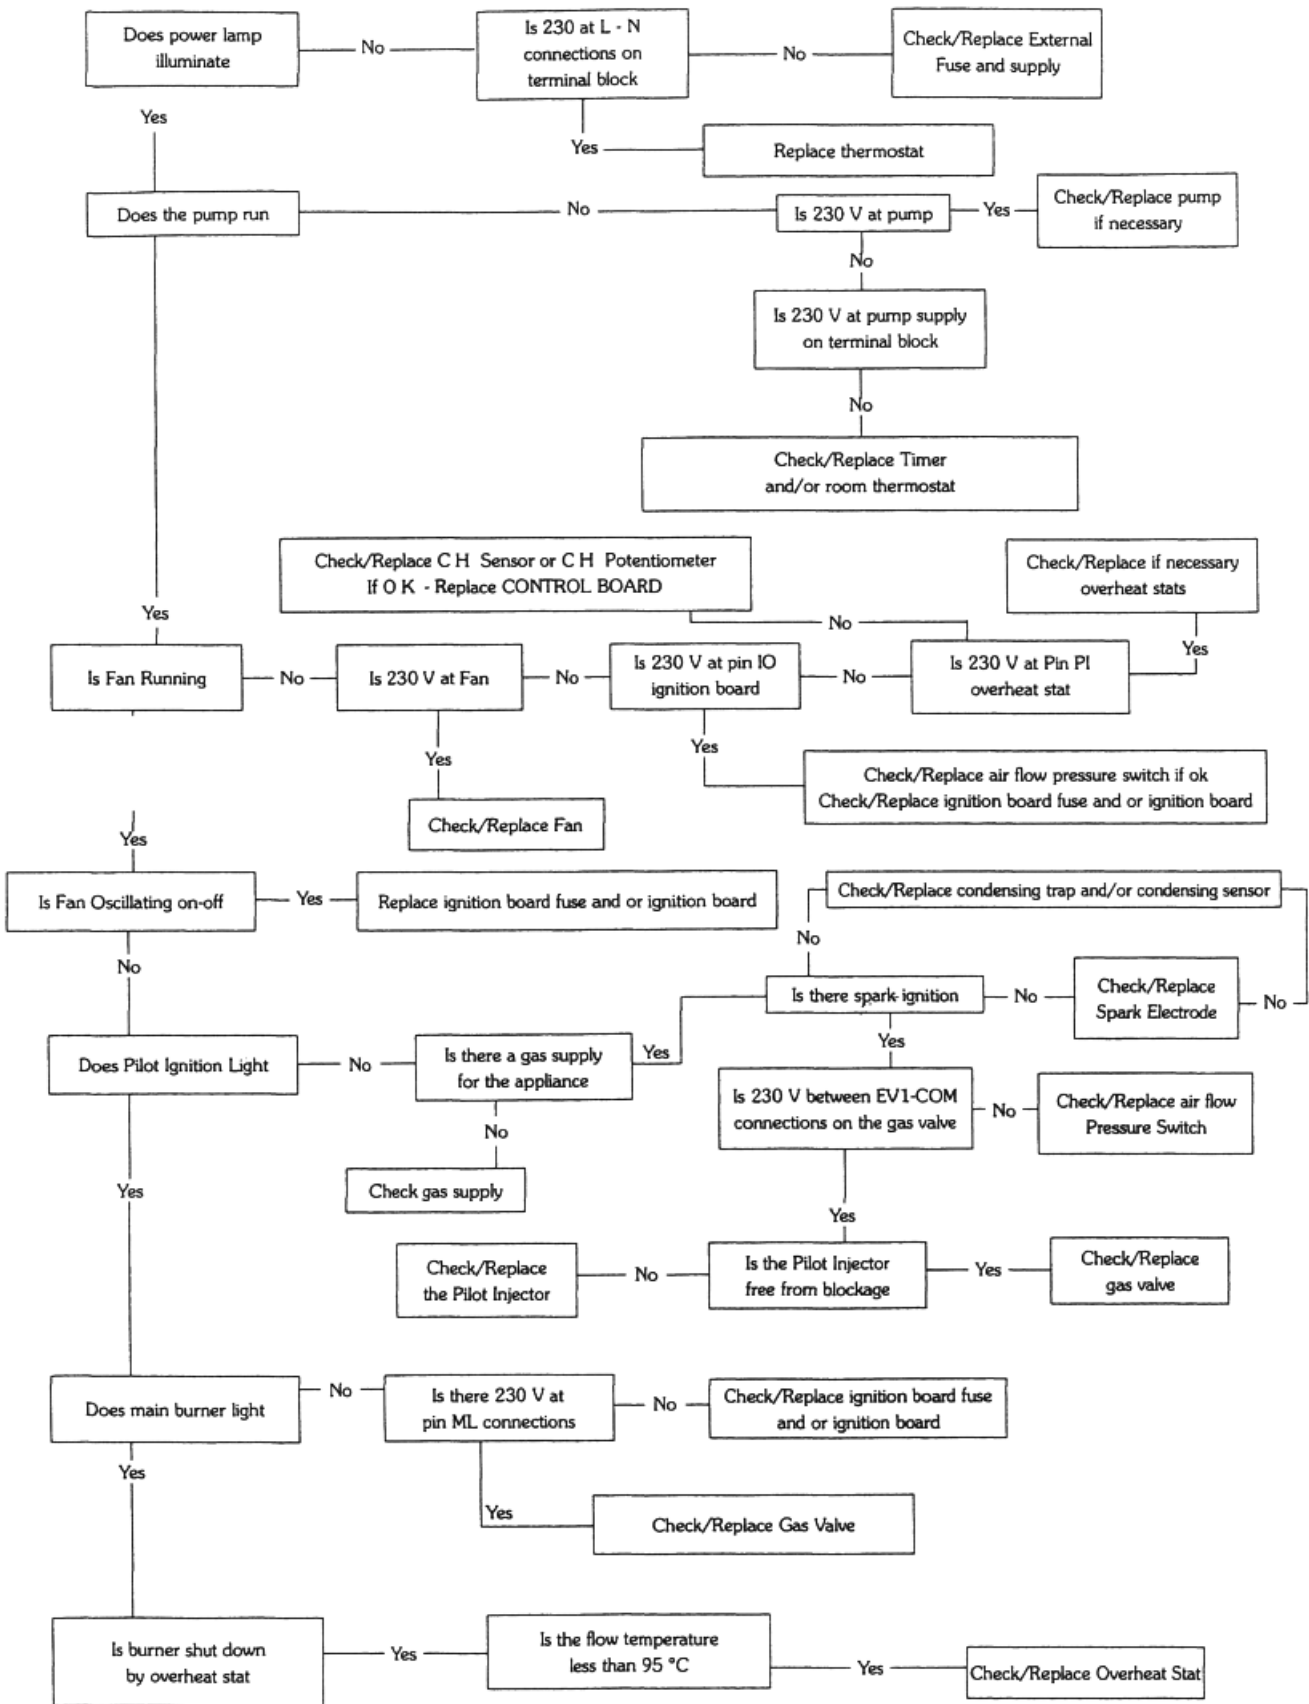 Does power lamp
illuminate
No
Is 230 at L - N
connections on
terminal block
No
Check/Replace External
Fuse and supply
Yes
Yes
Replace thermostat
Does the pump run
No
Is 230 V at pump
Yes
Check/Replace pump
if necessary
No
Is 230 V at pump supply
on terminal block
No
Check/Replace Timer
and/or room thermostat
Check/Replace C H Sensor or C H Potentiometer
If O K - Replace CONTROL BOARD
Check/Replace if necessary
overheat stats
Yes
No
Yes
Is Fan Running
No
Is 230 V at Fan
No
Is 230 V at pin IO
ignition board
No
Is 230 V at Pin PI
overheat stat
Yes
Yes
Check/Replace air flow pressure switch if ok
Check/Replace ignition board fuse and or ignition board
Check/Replace Fan
Yes
Is Fan Oscillating on-off
Yes
Replace ignition board fuse and or ignition board
Check/Replace condensing trap and/or condensing sensor
No
No
Is there spark ignition
No
Check/Replace
Spark Electrode
No
Yes
Does Pilot Ignition Light
No
Is there a gas supply
for the appliance
Yes
Is 230 V between EV1-COM
connections on the gas valve
No
Check/Replace air flow
Pressure Switch
No
Check gas supply
Yes
Yes
Check/Replace
the Pilot Injector
No
Is the Pilot Injector
free from blockage
Yes
Check/Replace
gas valve
Does main burner light
No
Is there 230 V at
pin ML connections
No
Check/Replace ignition board fuse
and or ignition board
Yes
Yes
Check/Replace Gas Valve
Is burner shut down
by overheat stat
Yes
Is the flow temperature
less than 95 °C
Yes
Check/Replace Overheat Stat